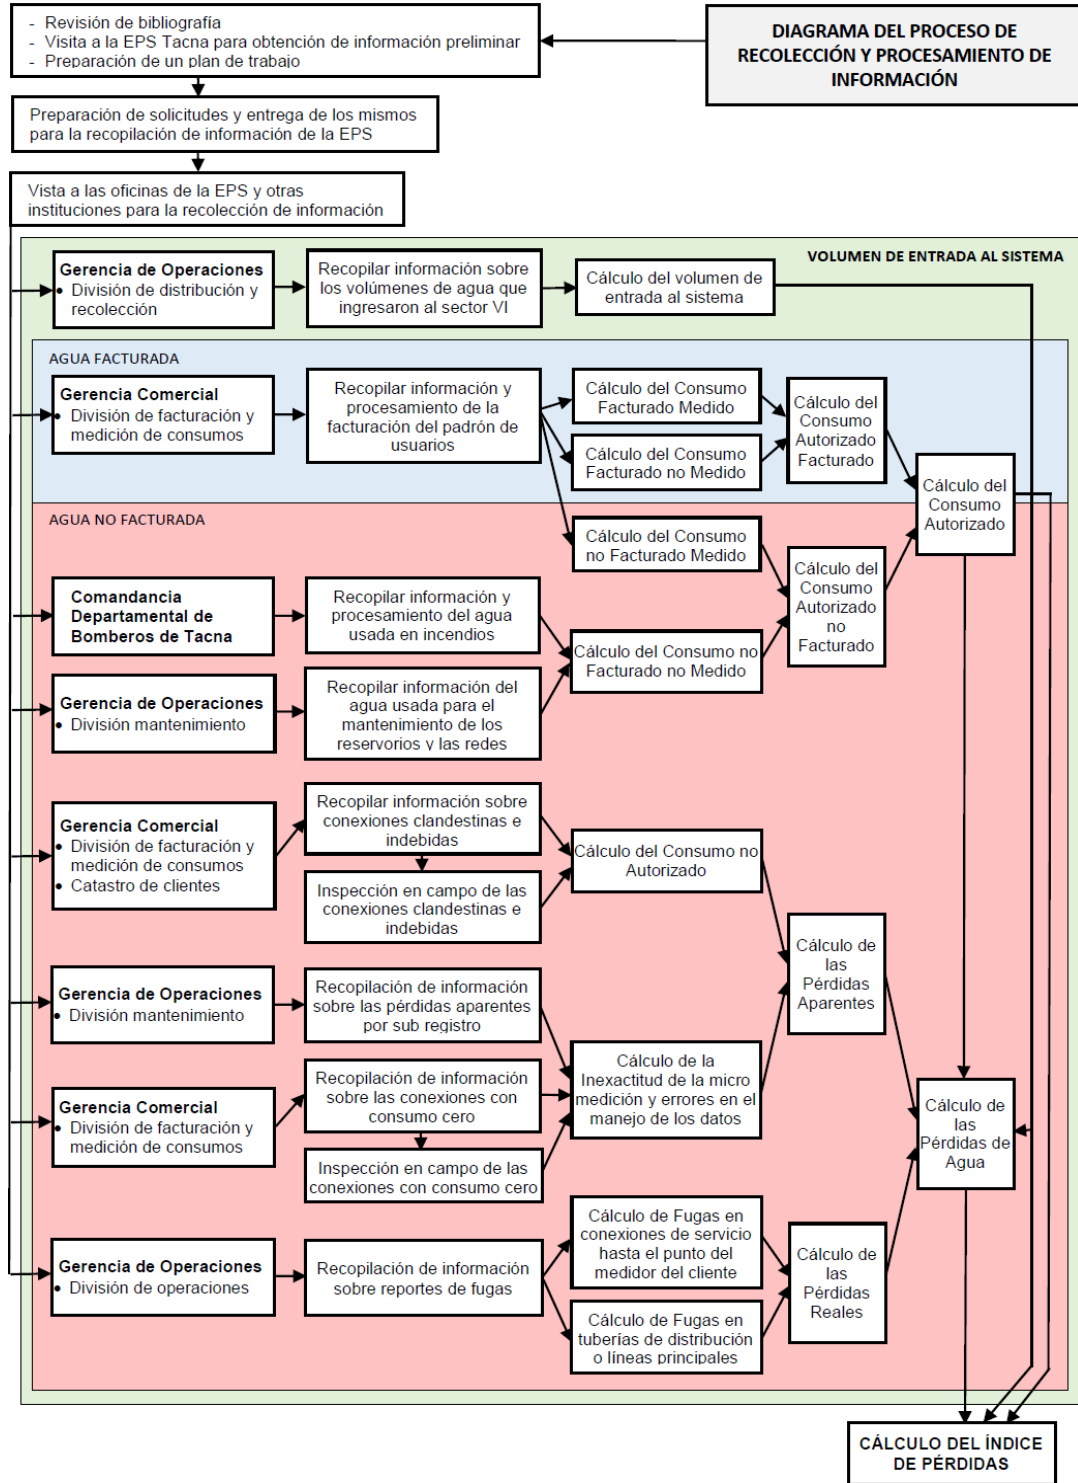 - Revisión de bibliografía
- Visita a la EPS Tacna para obtención de información preliminar
- Preparación de un plan de trabajo
DIAGRAMA DEL PROCESO DE
RECOLECCIÓN Y PROCESAMIENTO DE
INFORMACIÓN
Preparación de solicitudes y entrega de los mismos
para la recopilación de información de la EPS
Vista a las oficinas de la EPS y otras
instituciones para la recolección de información
VOLUMEN DE ENTRADA AL SISTEMA
Gerencia de Operaciones
• División de distribución y
recolección
Recopilar información sobre
los volúmenes de agua que
ingresaron al sector VI
Cálculo del volumen de
entrada al sistema
AGUA FACTURADA
Gerencia Comercial
• División de facturación y
medición de consumos
Recopilar información y
procesamiento de la
facturación del padrón de
usuarios
Cálculo del Consumo
Facturado Medido
Cálculo del Consumo
Facturado no Medido
Cálculo del
Consumo
Autorizado
Facturado
Cálculo del
Consumo
Autorizado
AGUA NO FACTURADA
Cálculo del Consumo
no Facturado Medido
Comandancia
Departamental de
Bomberos de Tacna
Recopilar información y
procesamiento del agua
usada en incendios
Cálculo del Consumo no
Facturado no Medido
Cálculo del
Consumo
Autorizado
no
Facturado
Gerencia de Operaciones
• División mantenimiento
Recopilar información del
agua usada para el
mantenimiento de los
reservorios y las redes
Gerencia Comercial
• División de facturación y
medición de consumos
• Catastro de clientes
Recopilar información sobre
conexiones clandestinas e
indebidas
Inspección en campo de las
conexiones clandestinas e
indebidas
Cálculo del Consumo no
Autorizado
Cálculo de
las
Pérdidas
Aparentes
Gerencia de Operaciones
• División mantenimiento
Recopilación de información
sobre las pérdidas aparentes
por sub registro
Gerencia Comercial
• División de facturación y
medición de consumos
Recopilación de información
sobre las conexiones con
consumo cero
Inspección en campo de las
conexiones con consumo cero
Cálculo de la
Inexactitud de la micro
medición y errores en el
manejo de los datos
Cálculo de
las
Pérdidas de
Agua
Gerencia de Operaciones
• División de operaciones
Recopilación de información
sobre reportes de fugas
Cálculo de Fugas en
conexiones de servicio
hasta el punto del
medidor del cliente
Cálculo de Fugas en
tuberías de distribución
o líneas principales
Cálculo de
las
Pérdidas
Reales
CÁLCULO DEL ÍNDICE
DE PÉRDIDAS